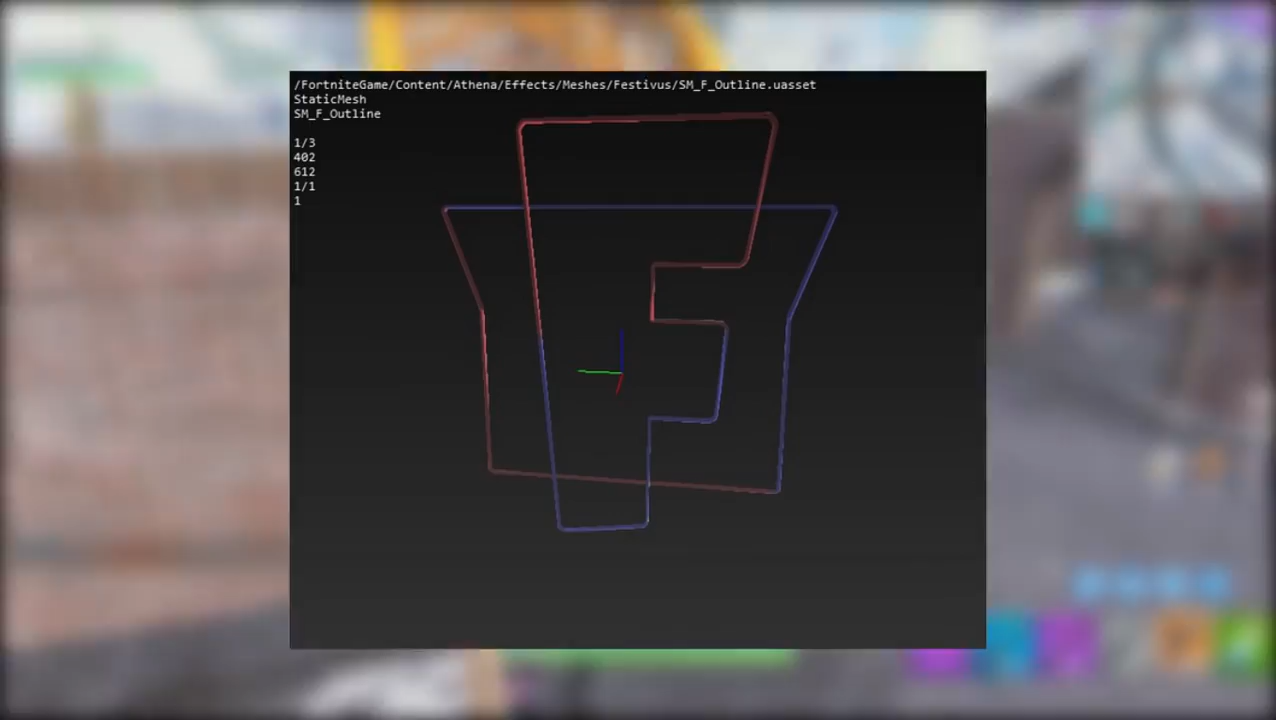 /FortniteGame/Content/Athena/Effects/Meshes/Festivus/SM_F_Outline.uasset
StaticMesh
SM_F_Outline
1/3
402
612
1/1
1